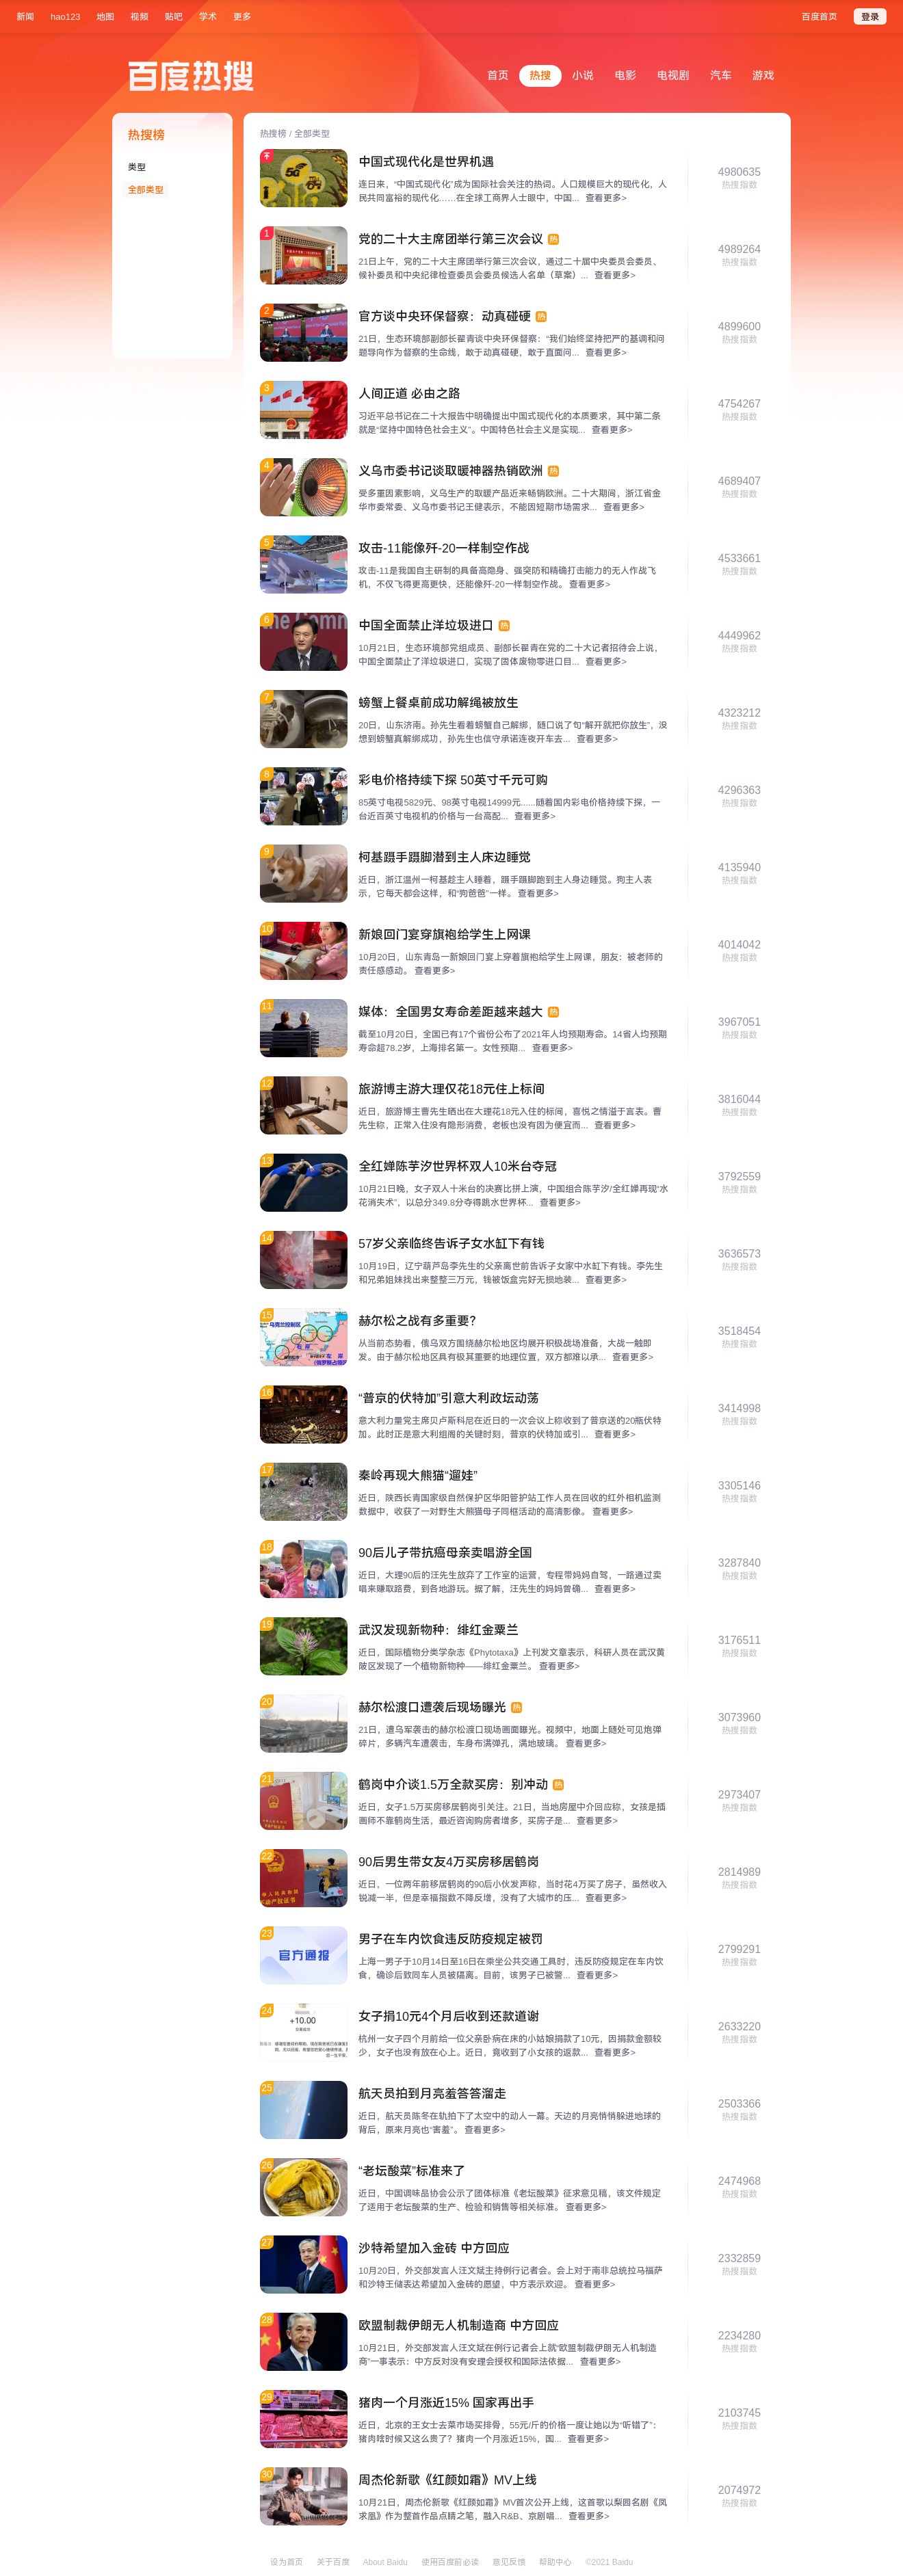 新闻 hao123 地图 视频 贴吧 学术 更多 百度首页 登录
百度热搜 首页 热搜 小说 电影 电视剧 汽车 游戏
热搜榜
类型
全部类型
热搜榜 / 全部类型
中国式现代化是世界机遇
连日来，“中国式现代化”成为国际社会关注的热词。人口规模巨大的现代化，人
民共同富裕的现代化……在全球工商界人士眼中，中国... 查看更多>
4980635
热搜指数
1
党的二十大主席团举行第三次会议 热
21日上午，党的二十大主席团举行第三次会议，通过二十届中央委员会委员、
候补委员和中央纪律检查委员会委员候选人名单（草案）... 查看更多>
4989264
热搜指数
2
官方谈中央环保督察：动真碰硬 热
21日，生态环境部副部长翟青谈中央环保督察：“我们始终坚持把严的基调和问
题导向作为督察的生命线，敢于动真碰硬，敢于直面问... 查看更多>
4899600
热搜指数
3
人间正道 必由之路
习近平总书记在二十大报告中明确提出中国式现代化的本质要求，其中第二条
就是“坚持中国特色社会主义”。中国特色社会主义是实现... 查看更多>
4754267
热搜指数
4
义乌市委书记谈取暖神器热销欧洲 热
受多重因素影响，义乌生产的取暖产品近来畅销欧洲。二十大期间，浙江省金
华市委常委、义乌市委书记王健表示，不能因短期市场需求... 查看更多>
4689407
热搜指数
5
攻击-11能像歼-20一样制空作战
攻击-11是我国自主研制的具备高隐身、强突防和精确打击能力的无人作战飞
机，不仅飞得更高更快，还能像歼-20一样制空作战。 查看更多>
4533661
热搜指数
6
中国全面禁止洋垃圾进口 热
10月21日，生态环境部党组成员、副部长翟青在党的二十大记者招待会上说，
中国全面禁止了洋垃圾进口，实现了固体废物零进口目... 查看更多>
4449962
热搜指数
7
螃蟹上餐桌前成功解绳被放生
20日，山东济南。孙先生看着螃蟹自己解绑，随口说了句“解开就把你放生”，没
想到螃蟹真解绑成功，孙先生也信守承诺连夜开车去... 查看更多>
4323212
热搜指数
8
彩电价格持续下探 50英寸千元可购
85英寸电视5829元、98英寸电视14999元......随着国内彩电价格持续下探，一
台近百英寸电视机的价格与一台高配... 查看更多>
4296363
热搜指数
9
柯基蹑手蹑脚潜到主人床边睡觉
近日，浙江温州一柯基趁主人睡着，蹑手蹑脚跑到主人身边睡觉。狗主人表
示，它每天都会这样，和“狗爸爸”一样。 查看更多>
4135940
热搜指数
10
新娘回门宴穿旗袍给学生上网课
10月20日，山东青岛一新娘回门宴上穿着旗袍给学生上网课，朋友：被老师的
责任感感动。 查看更多>
4014042
热搜指数
11
媒体：全国男女寿命差距越来越大 热
截至10月20日，全国已有17个省份公布了2021年人均预期寿命。14省人均预期
寿命超78.2岁，上海排名第一。女性预期... 查看更多>
3967051
热搜指数
12
旅游博主游大理仅花18元住上标间
近日，旅游博主曹先生晒出在大理花18元入住的标间，喜悦之情溢于言表。曹
先生称，正常入住没有隐形消费，老板也没有因为便宜而... 查看更多>
3816044
热搜指数
13
全红婵陈芋汐世界杯双人10米台夺冠
10月21日晚，女子双人十米台的决赛比拼上演，中国组合陈芋汐/全红婵再现“水
花消失术”，以总分349.8分夺得跳水世界杯... 查看更多>
3792559
热搜指数
14
57岁父亲临终告诉子女水缸下有钱
10月19日，辽宁葫芦岛李先生的父亲离世前告诉子女家中水缸下有钱。李先生
和兄弟姐妹找出来整整三万元，钱被饭盒完好无损地装... 查看更多>
3636573
热搜指数
15
赫尔松之战有多重要？
从当前态势看，俄乌双方围绕赫尔松地区均展开积极战场准备，大战一触即
发。由于赫尔松地区具有极其重要的地理位置，双方都难以承... 查看更多>
3518454
热搜指数
16
“普京的伏特加”引意大利政坛动荡
意大利力量党主席贝卢斯科尼在近日的一次会议上称收到了普京送的20瓶伏特
加。此时正是意大利组阁的关键时刻，普京的伏特加或引... 查看更多>
3414998
热搜指数
17
秦岭再现大熊猫“遛娃”
近日，陕西长青国家级自然保护区华阳管护站工作人员在回收的红外相机监测
数据中，收获了一对野生大熊猫母子同框活动的高清影像。 查看更多>
3305146
热搜指数
18
90后儿子带抗癌母亲卖唱游全国
近日，大理90后的汪先生放弃了工作室的运营，专程带妈妈自驾，一路通过卖
唱来赚取路费，到各地游玩。据了解，汪先生的妈妈曾确... 查看更多>
3287840
热搜指数
19
武汉发现新物种：绯红金粟兰
近日，国际植物分类学杂志《Phytotaxa》上刊发文章表示，科研人员在武汉黄
陂区发现了一个植物新物种——绯红金粟兰。 查看更多>
3176511
热搜指数
20
赫尔松渡口遭袭后现场曝光 热
21日，遭乌军袭击的赫尔松渡口现场画面曝光。视频中，地面上随处可见炮弹
碎片，多辆汽车遭袭击，车身布满弹孔，满地玻璃。 查看更多>
3073960
热搜指数
21
鹤岗中介谈1.5万全款买房：别冲动 热
近日，女子1.5万买房移居鹤岗引关注。21日，当地房屋中介回应称，女孩是插
画师不靠鹤岗生活，最近咨询购房者增多，买房子是... 查看更多>
2973407
热搜指数
22
90后男生带女友4万买房移居鹤岗
近日，一位两年前移居鹤岗的90后小伙发声称，当时花4万买了房子，虽然收入
锐减一半，但是幸福指数不降反增，没有了大城市的压... 查看更多>
2814989
热搜指数
23
官方通报
男子在车内饮食违反防疫规定被罚
上海一男子于10月14日至16日在乘坐公共交通工具时，违反防疫规定在车内饮
食，确诊后致同车人员被隔离。目前，该男子已被警... 查看更多>
2799291
热搜指数
24
+10.00
女子捐10元4个月后收到还款道谢
杭州一女子四个月前给一位父亲卧病在床的小姑娘捐款了10元，因捐款金额较
少，女子也没有放在心上。近日，竟收到了小女孩的返款... 查看更多>
2633220
热搜指数
25
航天员拍到月亮羞答答溜走
近日，航天员陈冬在轨拍下了太空中的动人一幕。天边的月亮悄悄躲进地球的
背后，原来月亮也“害羞”。 查看更多>
2503366
热搜指数
26
“老坛酸菜”标准来了
近日，中国调味品协会公示了团体标准《老坛酸菜》征求意见稿，该文件规定
了适用于老坛酸菜的生产、检验和销售等相关标准。 查看更多>
2474968
热搜指数
27
沙特希望加入金砖 中方回应
10月20日，外交部发言人汪文斌主持例行记者会。会上对于南非总统拉马福萨
和沙特王储表达希望加入金砖的愿望，中方表示欢迎。 查看更多>
2332859
热搜指数
28
欧盟制裁伊朗无人机制造商 中方回应
10月21日，外交部发言人汪文斌在例行记者会上就“欧盟制裁伊朗无人机制造
商”一事表示：中方反对没有安理会授权和国际法依据... 查看更多>
2234280
热搜指数
29
猪肉一个月涨近15% 国家再出手
近日，北京的王女士去菜市场买排骨，55元/斤的价格一度让她以为“听错了”：
猪肉啥时候又这么贵了？猪肉一个月涨近15%，国... 查看更多>
2103745
热搜指数
30
周杰伦新歌《红颜如霜》MV上线
10月21日，周杰伦新歌《红颜如霜》MV首次公开上线，这首歌以梨园名剧《凤
求凰》作为整首作品点睛之笔，融入R&B、京剧唱... 查看更多>
2074972
热搜指数
设为首页 关于百度 About Baidu 使用百度前必读 意见反馈 帮助中心 ©2021 Baidu